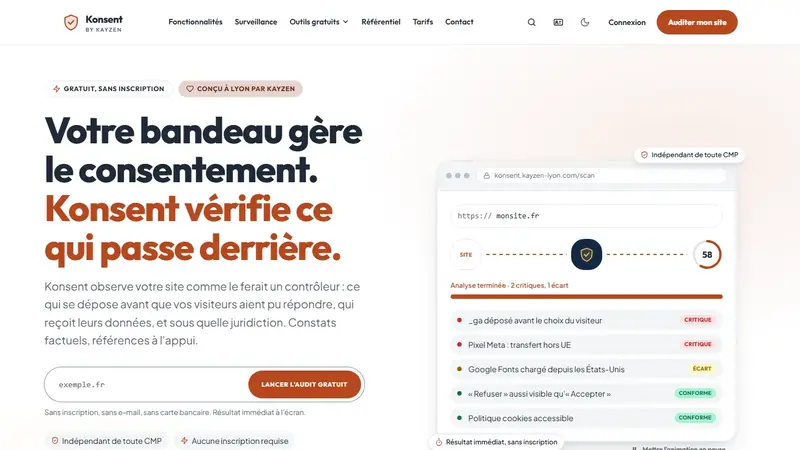 Konsent
BY KAYZEN
Fonctionnalités
Surveillance
Outils gratuits
Référentiel
Tarifs
Contact
Connexion
Auditer mon site
GRATUIT, SANS INSCRIPTION
CONÇU À LYON PAR KAYZEN
Votre bandeau gère
le consentement.
Konsent vérifie ce
qui passe derrière.
Konsent observe votre site comme le ferait un contrôleur : ce
qui se dépose avant que vos visiteurs aient pu répondre, qui
reçoit leurs données, et sous quelle juridiction. Constats
factuels, références à l'appui.
exemple.fr
LANCER L'AUDIT GRATUIT
Sans inscription, sans e-mail, sans carte bancaire. Résultat immédiat à l'écran.
Indépendant de toute CMP
Aucune inscription requise
Indépendant de toute CMP
konsent.kayzen-lyon.com/scan
https:// monsite.fr
SITE
58
Analyse terminée · 2 critiques, 1 écart
_ga déposé avant le choix du visiteur
CRITIQUE
Pixel Meta : transfert hors UE
CRITIQUE
Google Fonts chargé depuis les États-Unis
ÉCART
« Refuser » aussi visible qu'« Accepter »
CONFORME
Politique cookies accessible
CONFORME
Résultat immédiat, sans inscription
Mettre l'animation en pause